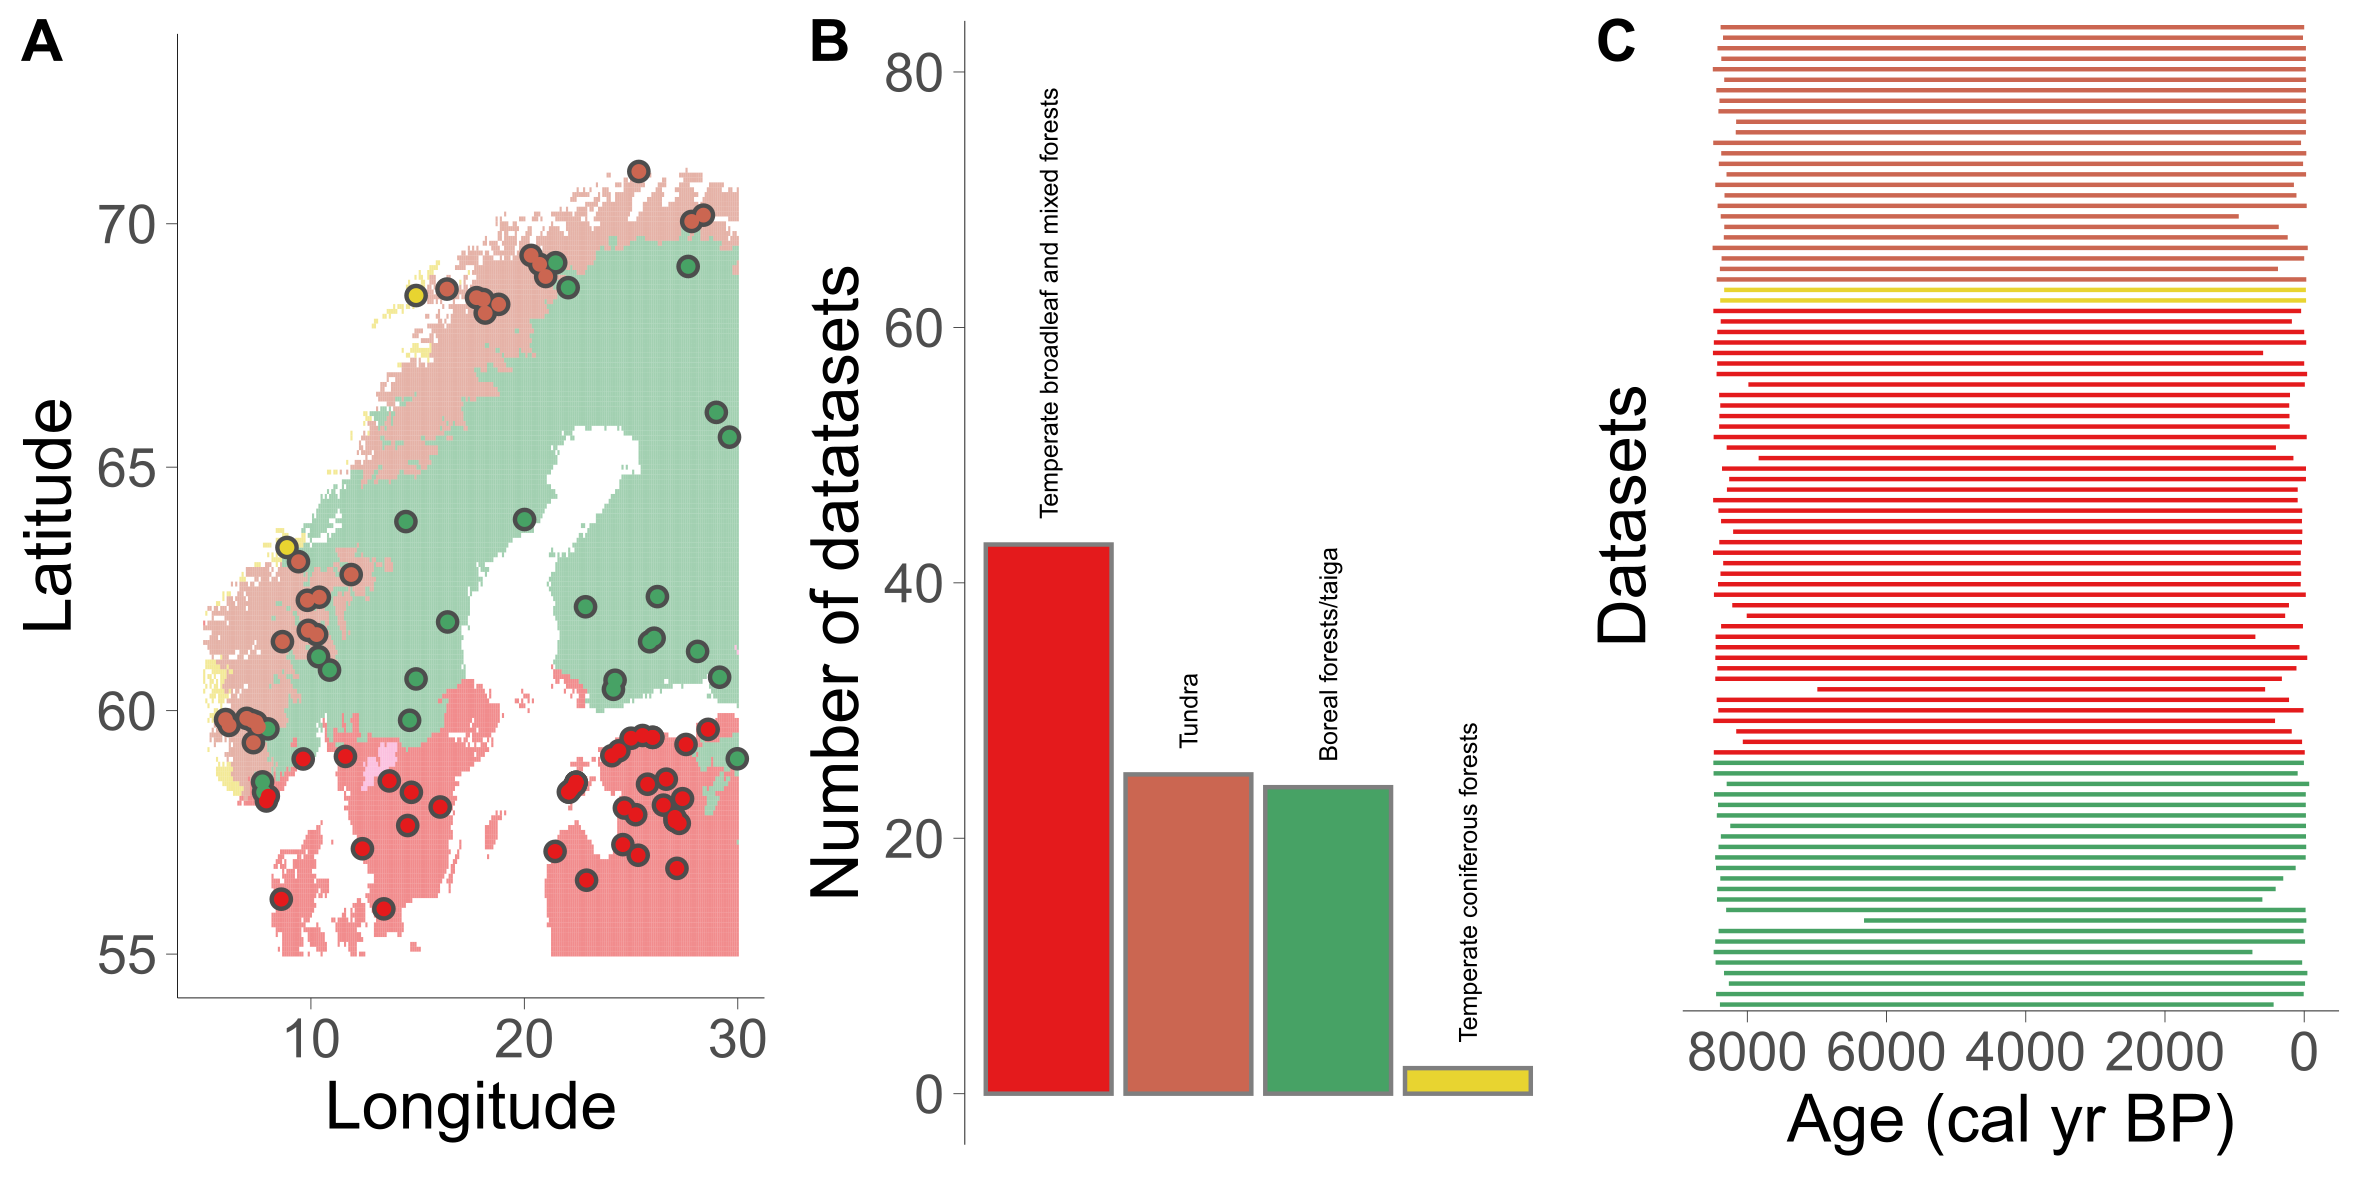 A
70
65
60
55
Latitude
10
20
30
Longitude
B
80
60
40
20
0
Number of datatasets
Temperate broadleaf and mixed forests
Tundra
Boreal forests/taiga
Temperate coniferous forests
C
Datasets
8000
6000
4000
2000
0
Age (cal yr BP)